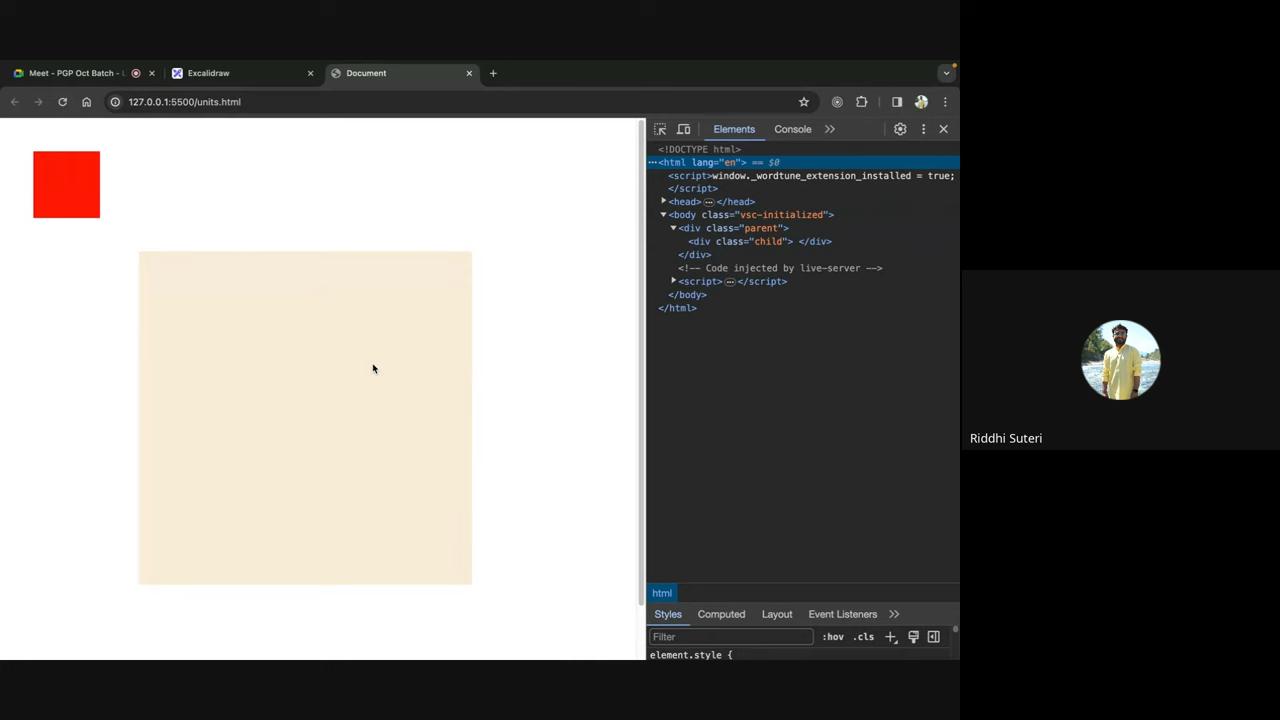 Meet - PGP Oct Batch -
Excalidraw
Document
127.0.0.1:5500/units.html
Elements
Console
<!DOCTYPE html>
<html lang="en"> == $0
<script>window._wordtune_extension_installed = true;
</script>
<head> </head>
<body class="vsc-initialized">
<div class="parent">
<div class="child"> </div>
</div>
<!-- Code injected by live-server -->
<script> </script>
</body>
</html>
Riddhi Suteri
html
Styles
Computed
Layout
Event Listeners
Filter
:hov
.cls
element.style {